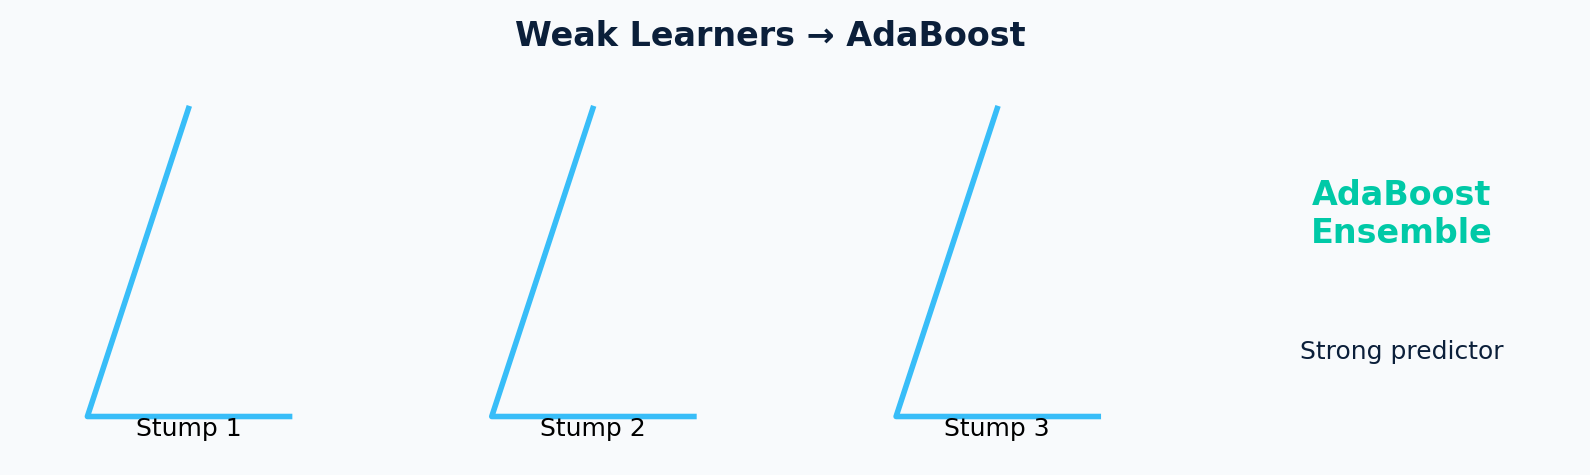 Weak Learners → AdaBoost
AdaBoost
Ensemble
Strong predictor
Stump 1
Stump 2
Stump 3